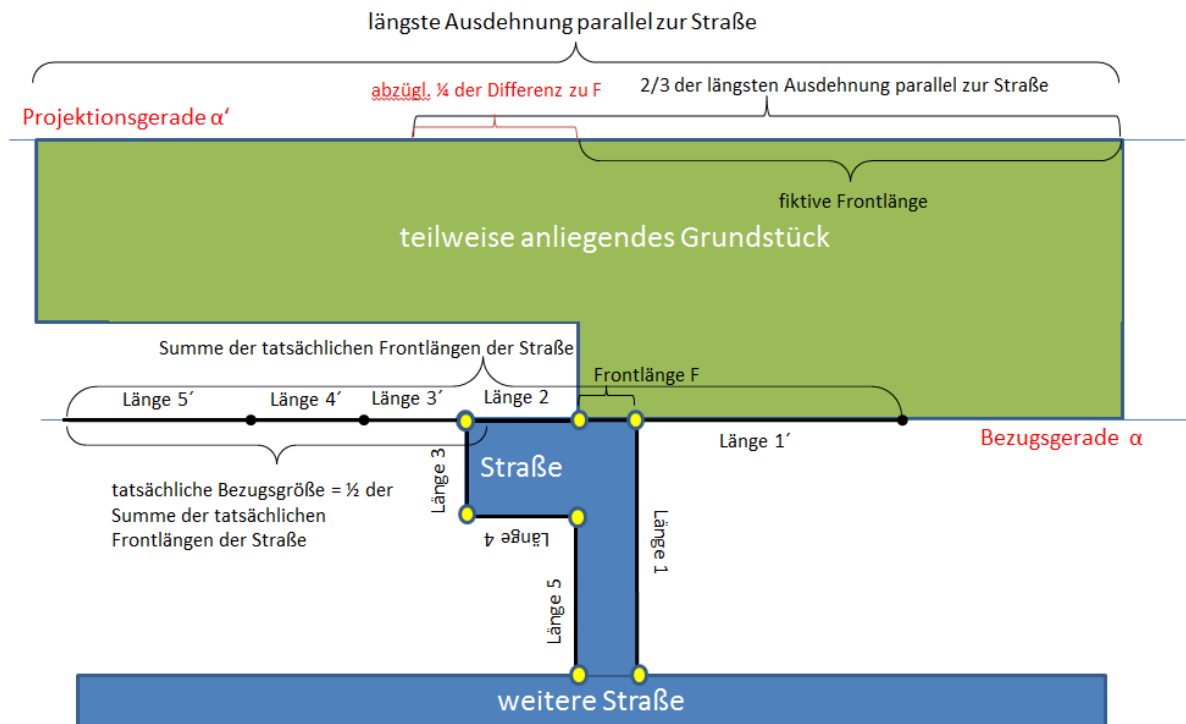 längste Ausdehnung parallel zur Straße
abzügl. ¼ der Differenz zu F
2/3 der längsten Ausdehnung parallel zur Straße
Projektionsgerade α‘
fiktive Frontlänge
teilweise anliegendes Grundstück
Summe der tatsächlichen Frontlängen der Straße
Frontlänge F
Länge 5´
Länge 4´
Länge 3´
Länge 2
Länge 1´
Bezugsgerade α
Länge 3
Straße
tatsächliche Bezugsgröße = ½ der
Summe der tatsächlichen
Frontlängen der Straße
Länge 4
Länge 1
Länge 5
weitere Straße